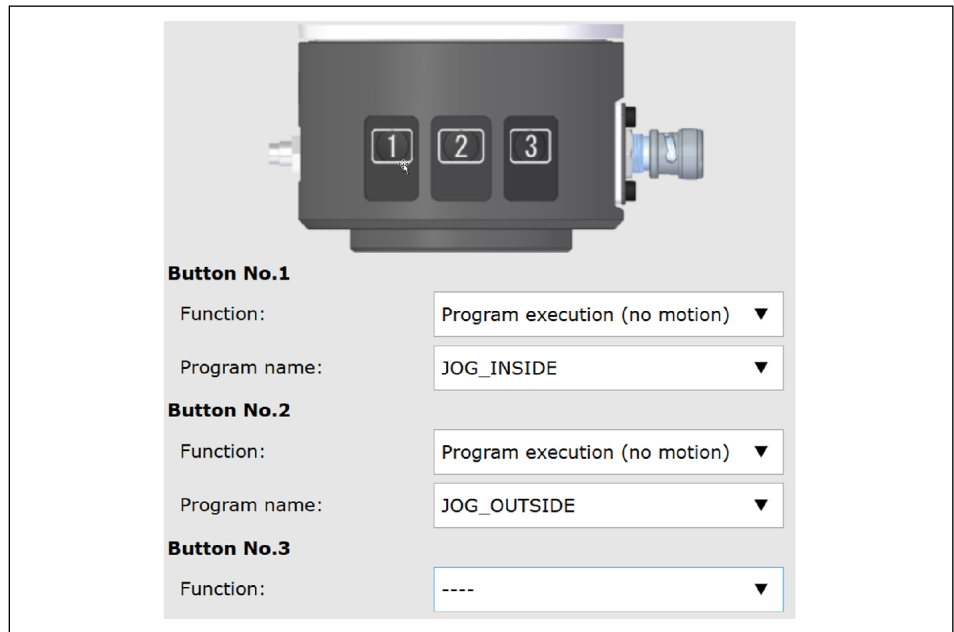 1 2 3
Button No.1
Function: Program execution (no motion) ▼
Program name: JOG_INSIDE ▼
Button No.2
Function: Program execution (no motion) ▼
Program name: JOG_OUTSIDE ▼
Button No.3
Function: ---- ▼